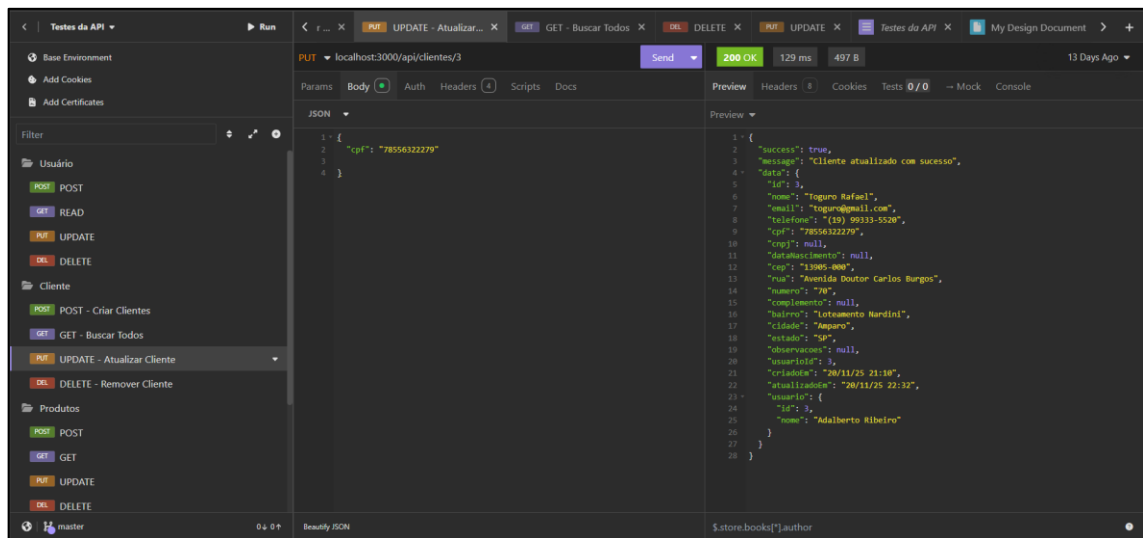 Testes da API
Run
r ...
PUT UPDATE - Atualizar...
GET GET - Buscar Todos
DEL DELETE
PUT UPDATE
Testes da API
My Design Document
Base Environment
Add Cookies
Add Certificates
PUT localhost:3000/api/clientes/3
Send
200 OK
129 ms
497 B
13 Days Ago
Params Body Auth Headers 4 Scripts Docs
Preview Headers 8 Cookies Tests 0 / 0 → Mock Console
Filter
JSON
Preview
Usuário
POST POST
GET READ
PUT UPDATE
DEL DELETE
Cliente
POST POST - Criar Clientes
GET GET - Buscar Todos
PUT UPDATE - Atualizar Cliente
DEL DELETE - Remover Cliente
Produtos
POST POST
GET GET
PUT UPDATE
DEL DELETE
master
0↓ 0↑
1 {
2 "cpf": "78556322279"
3
4 }
Beautify JSON
1 {
2 "success": true,
3 "message": "Cliente atualizado com sucesso",
4 "data": {
5 "id": 3,
6 "nome": "Toguro Rafael",
7 "email": "toguro@gmail.com",
8 "telefone": "(19) 99333-5520",
9 "cpf": "78556322279",
10 "cnpj": null,
11 "dataNascimento": null,
12 "cep": "13905-000",
13 "rua": "Avenida Doutor Carlos Burgos",
14 "numero": "70",
15 "complemento": null,
16 "bairro": "Loteamento Nardini",
17 "cidade": "Amparo",
18 "estado": "SP",
19 "observacoes": null,
20 "usuarioId": 3,
21 "criadoEm": "20/11/25 21:10",
22 "atualizadoEm": "20/11/25 22:32",
23 "usuario": {
24 "id": 3,
25 "nome": "Adalberto Ribeiro"
26 }
27 }
28 }
$.store.books[*].author